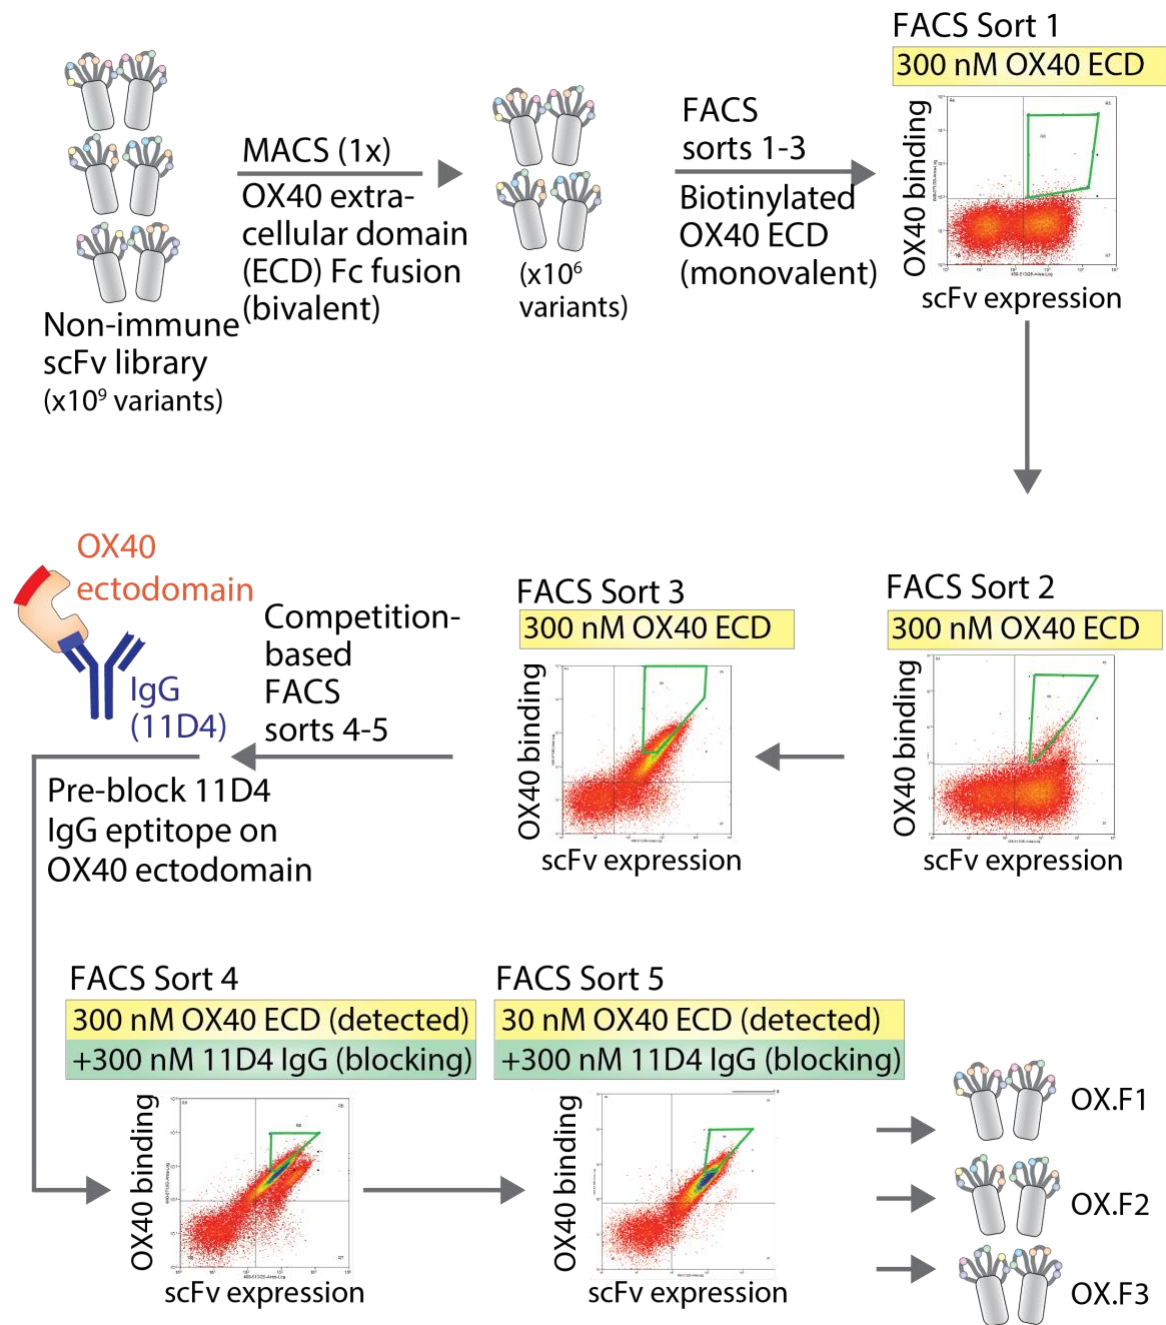 FACS Sort 1
300 nM OX40 ECD
OX40 binding
scFv expression
MACS (1x)
OX40 extra-
cellular domain
(ECD) Fc fusion
(bivalent)
Non-immune
scFv library
(x10⁹ variants)
(x10⁶
variants)
FACS
sorts 1-3
Biotinylated
OX40 ECD
(monovalent)
FACS Sort 2
300 nM OX40 ECD
OX40 binding
scFv expression
FACS Sort 3
300 nM OX40 ECD
OX40 binding
scFv expression
Competition-
based
FACS
sorts 4-5
OX40
ectodomain
IgG
(11D4)
Pre-block 11D4
IgG eptitope on
OX40 ectodomain
FACS Sort 4
300 nM OX40 ECD (detected)
+300 nM 11D4 IgG (blocking)
OX40 binding
scFv expression
FACS Sort 5
30 nM OX40 ECD (detected)
+300 nM 11D4 IgG (blocking)
OX40 binding
scFv expression
OX.F1
OX.F2
OX.F3